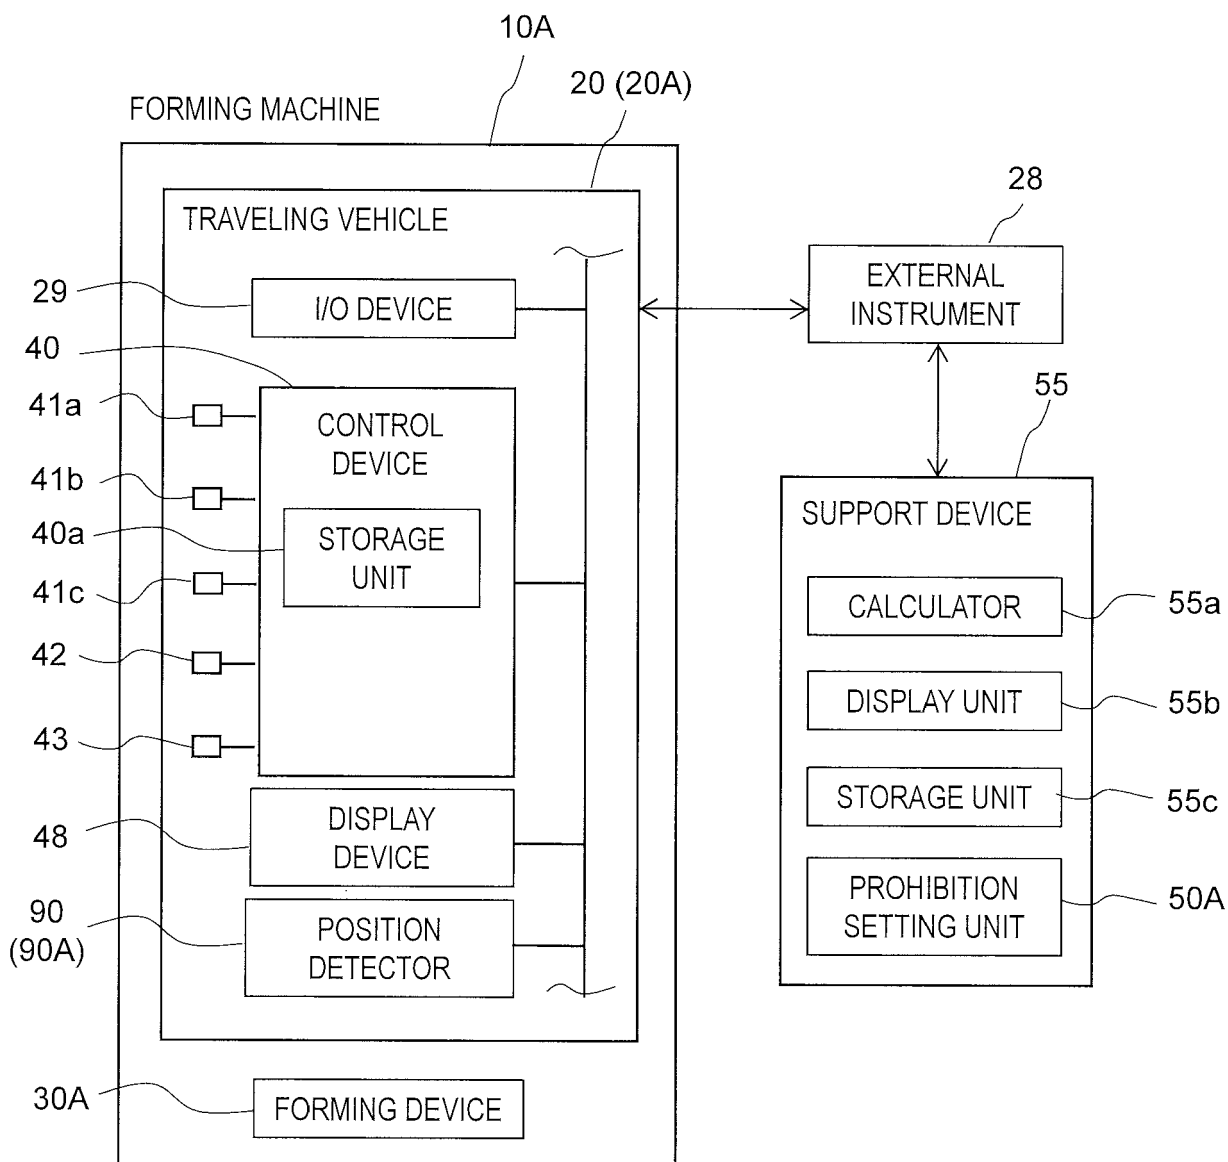 10A
20 (20A)
FORMING MACHINE
28
TRAVELING VEHICLE
EXTERNAL
INSTRUMENT
29
I/O DEVICE
40
41a
CONTROL
DEVICE
55
41b
SUPPORT DEVICE
40a
STORAGE
UNIT
41c
CALCULATOR
55a
42
DISPLAY UNIT
55b
43
STORAGE UNIT
55c
48
DISPLAY
DEVICE
PROHIBITION
SETTING UNIT
50A
90
(90A)
POSITION
DETECTOR
30A
FORMING DEVICE